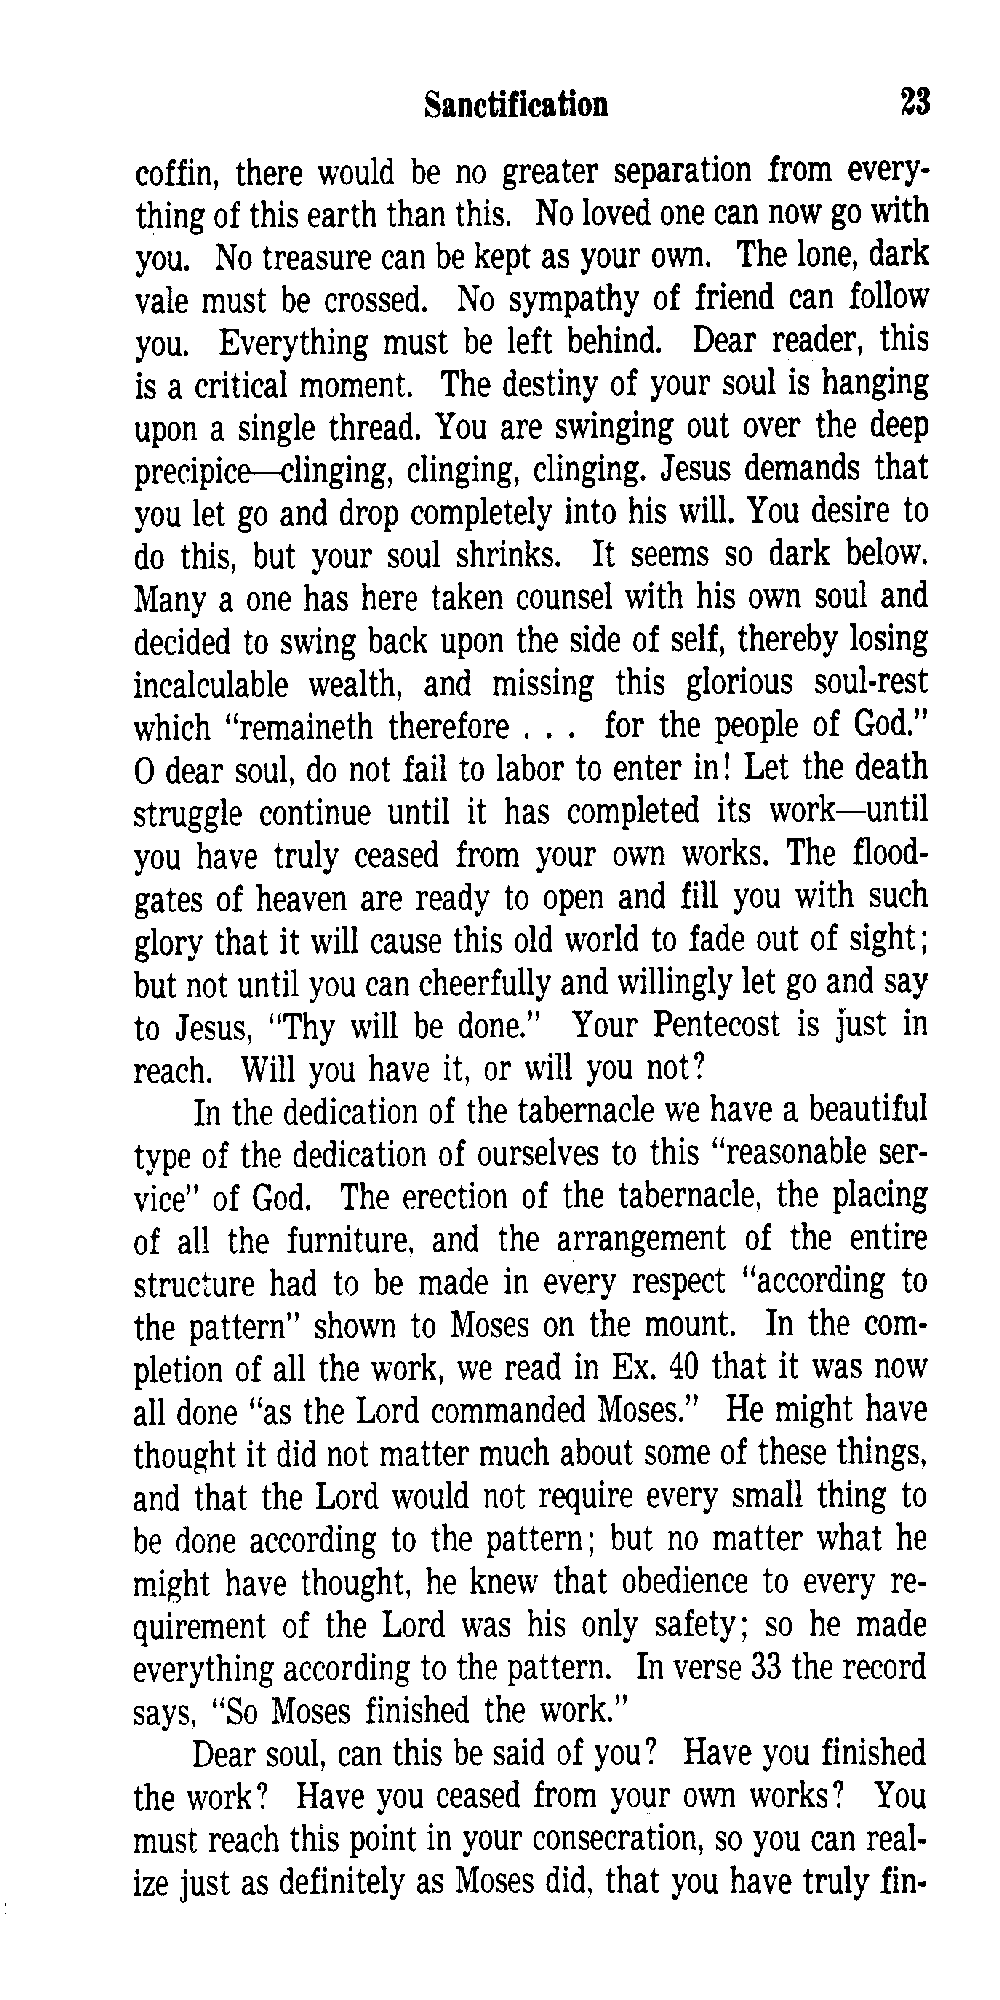 Sanctification 23
coffin, there would be no greater separation from every-
thing of this earth than this. No loved one can now go with
you. No treasure can be kept as your own. The lone, dark
vale must be crossed. No sympathy of friend can follow
you. Everything must be left behind. Dear reader, this
is a critical moment. The destiny of your soul is hanging
upon a single thread. You are swinging out over the deep
precipice—clinging, clinging, clinging. Jesus demands that
you let go and drop completely into his will. You desire to
do this, but your soul shrinks. It seems so dark below.
Many a one has here taken counsel with his own soul and
decided to swing back upon the side of self, thereby losing
incalculable wealth, and missing this glorious soul-rest
which “remaineth therefore . . . for the people of God.”
O dear soul, do not fail to labor to enter in! Let the death
struggle continue until it has completed its work—until
you have truly ceased from your own works. The flood-
gates of heaven are ready to open and fill you with such
glory that it will cause this old world to fade out of sight;
but not until you can cheerfully and willingly let go and say
to Jesus, “Thy will be done.” Your Pentecost is just in
reach. Will you have it, or will you not?
In the dedication of the tabernacle we have a beautiful
type of the dedication of ourselves to this “reasonable ser-
vice” of God. The erection of the tabernacle, the placing
of all the furniture, and the arrangement of the entire
structure had to be made in every respect “according to
the pattern” shown to Moses on the mount. In the com-
pletion of all the work, we read in Ex. 40 that it was now
all done “as the Lord commanded Moses.” He might have
thought it did not matter much about some of these things,
and that the Lord would not require every small thing to
be done according to the pattern; but no matter what he
might have thought, he knew that obedience to every re-
quirement of the Lord was his only safety; so he made
everything according to the pattern. In verse 33 the record
says, “So Moses finished the work.”
Dear soul, can this be said of you? Have you finished
the work? Have you ceased from your own works? You
must reach this point in your consecration, so you can real-
ize just as definitely as Moses did, that you have truly fin-